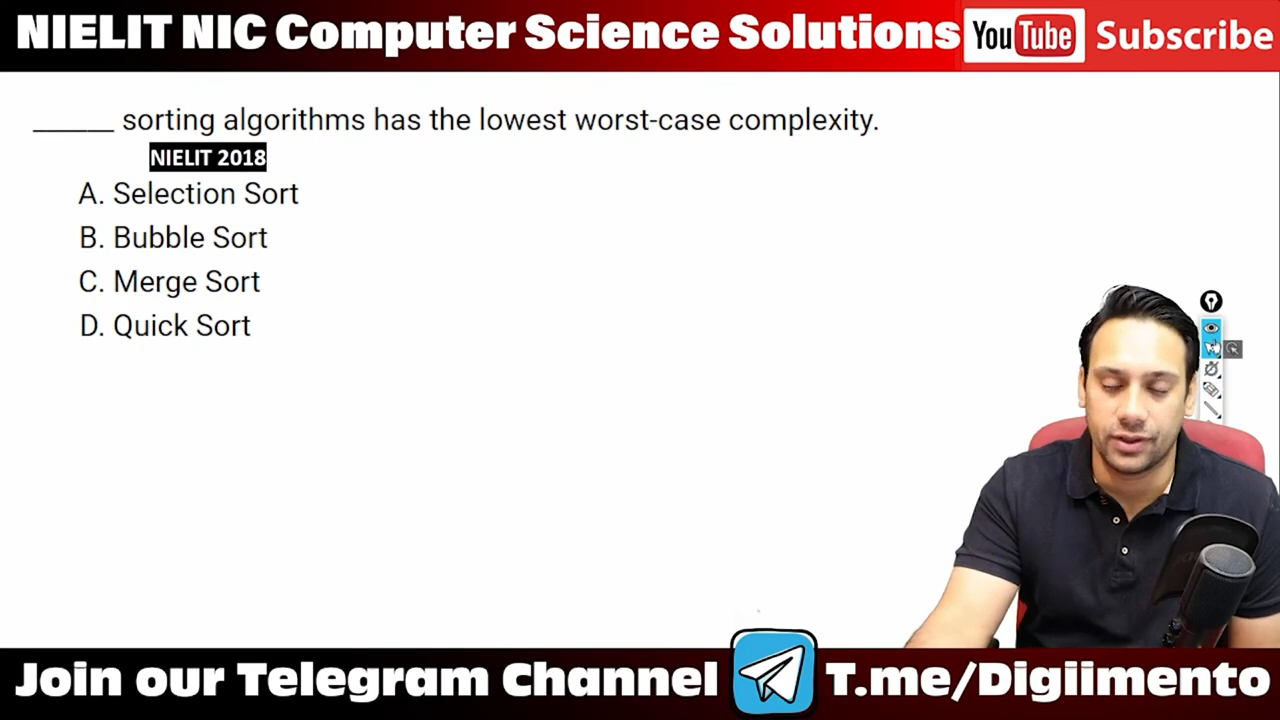 NIELIT NIC Computer Science Solutions YouTube Subscribe
______ sorting algorithms has the lowest worst-case complexity.
NIELIT 2018
A. Selection Sort
B. Bubble Sort
C. Merge Sort
D. Quick Sort
Join our Telegram Channel T.me/Digiimento